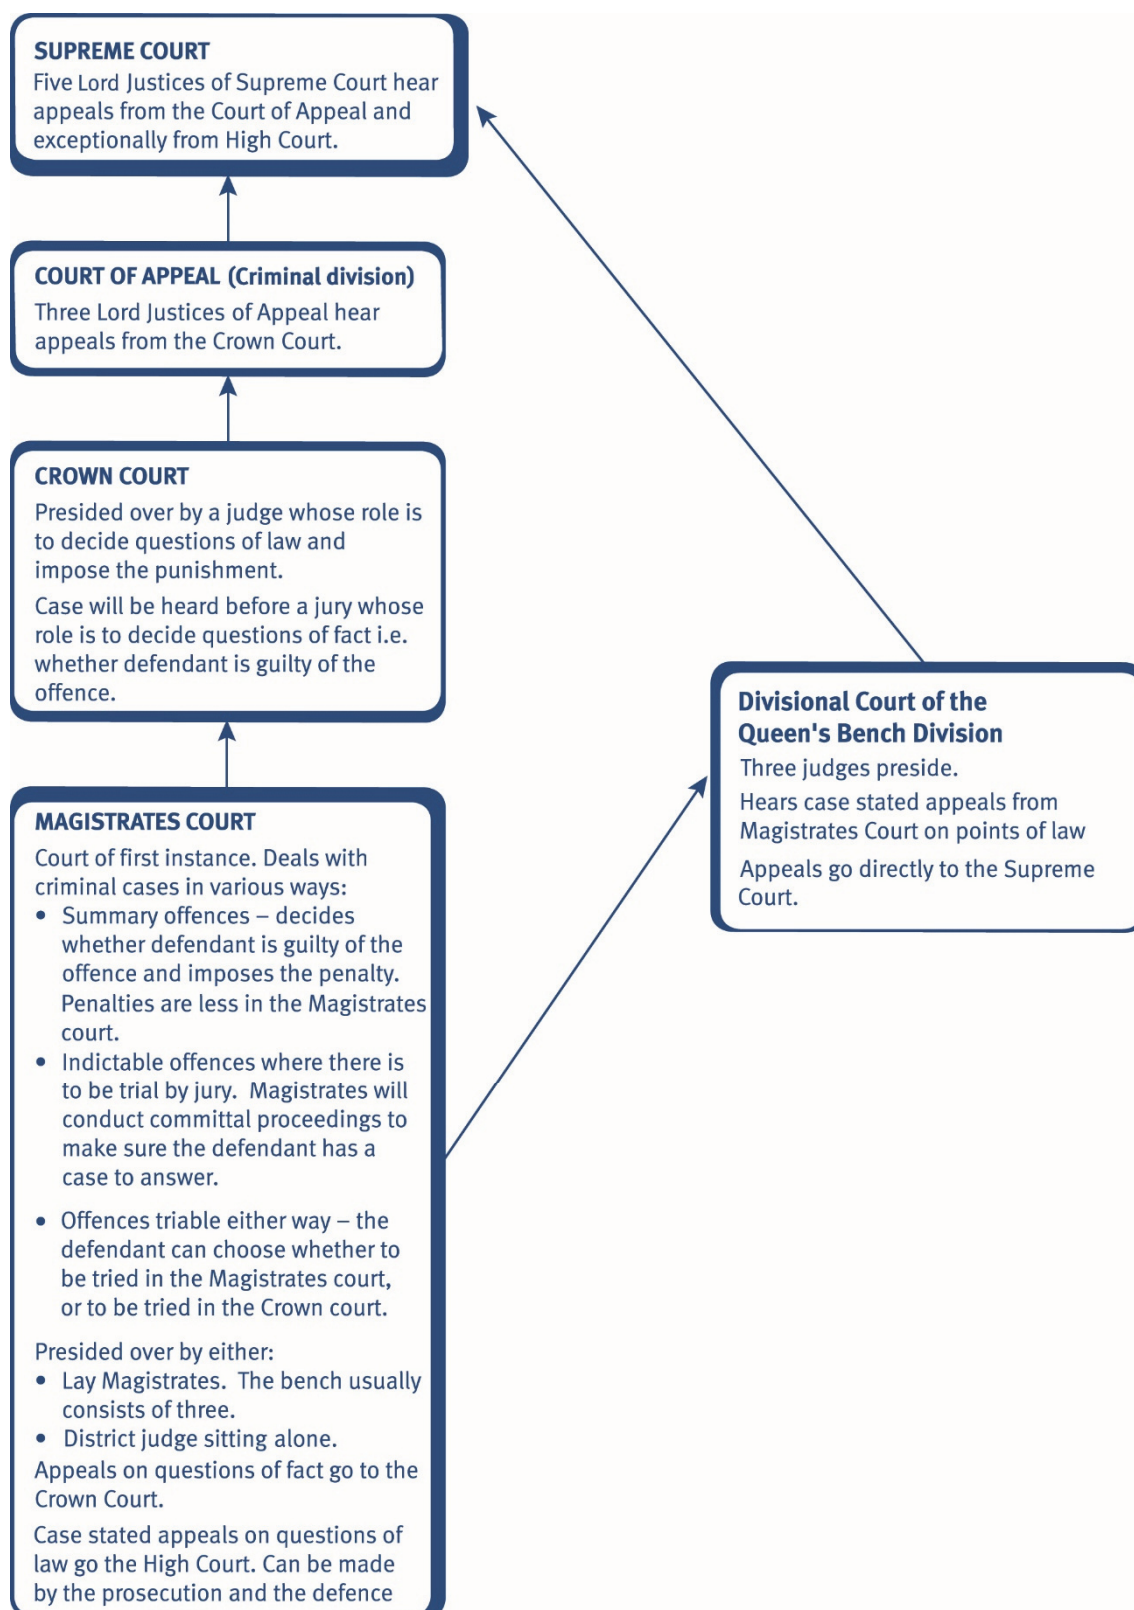 SUPREME COURT
Five Lord Justices of Supreme Court hear
appeals from the Court of Appeal and
exceptionally from High Court.
COURT OF APPEAL (Criminal division)
Three Lord Justices of Appeal hear
appeals from the Crown Court.
CROWN COURT
Presided over by a judge whose role is
to decide questions of law and
impose the punishment.
Case will be heard before a jury whose
role is to decide questions of fact i.e.
whether defendant is guilty of the
offence.
Divisional Court of the
Queen's Bench Division
Three judges preside.
Hears case stated appeals from
Magistrates Court on points of law
Appeals go directly to the Supreme
Court.
MAGISTRATES COURT
Court of first instance. Deals with
criminal cases in various ways:
• Summary offences – decides
whether defendant is guilty of the
offence and imposes the penalty.
Penalties are less in the Magistrates
court.
• Indictable offences where there is
to be trial by jury. Magistrates will
conduct committal proceedings to
make sure the defendant has a
case to answer.
• Offences triable either way – the
defendant can choose whether to
be tried in the Magistrates court,
or to be tried in the Crown court.
Presided over by either:
• Lay Magistrates. The bench usually
consists of three.
• District judge sitting alone.
Appeals on questions of fact go to the
Crown Court.
Case stated appeals on questions of
law go the High Court. Can be made
by the prosecution and the defence